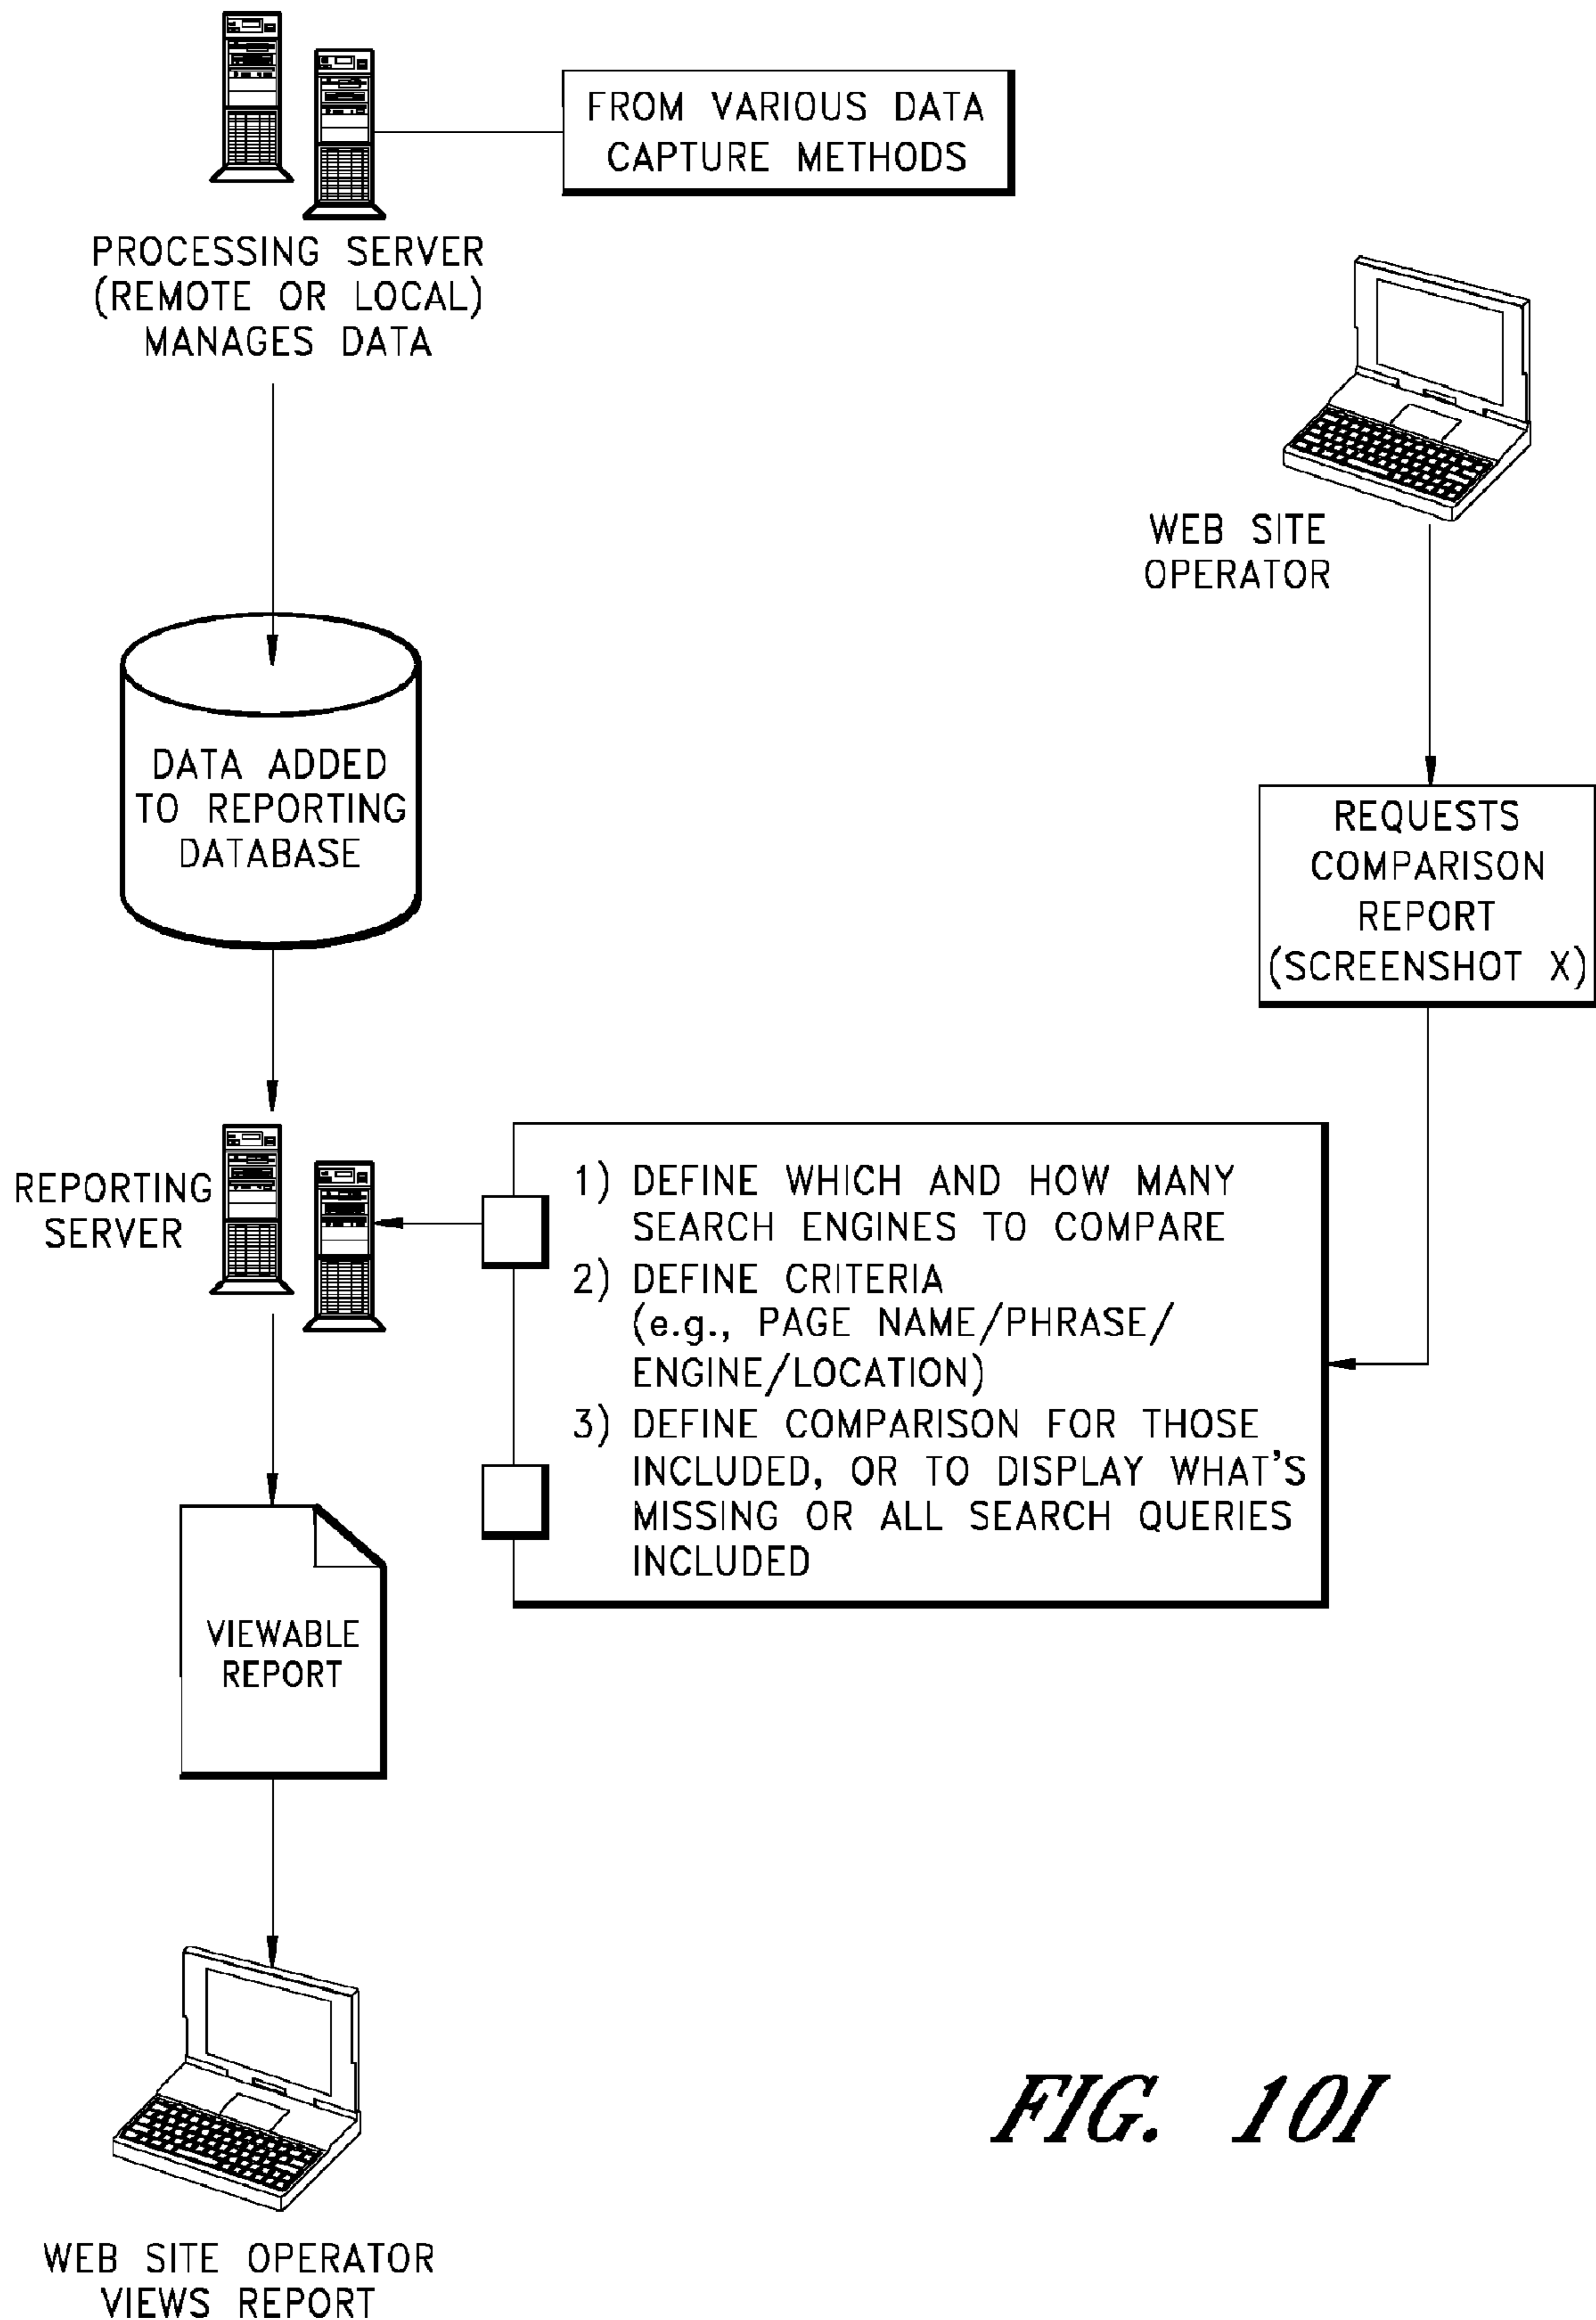 FROM VARIOUS DATA
CAPTURE METHODS
PROCESSING SERVER
(REMOTE OR LOCAL)
MANAGES DATA
WEB SITE
OPERATOR
DATA ADDED
TO REPORTING
DATABASE
REQUESTS
COMPARISON
REPORT
(SCREENSHOT X)
REPORTING
SERVER
1) DEFINE WHICH AND HOW MANY
SEARCH ENGINES TO COMPARE
2) DEFINE CRITERIA
(e.g., PAGE NAME/PHRASE/
ENGINE/LOCATION)
3) DEFINE COMPARISON FOR THOSE
INCLUDED, OR TO DISPLAY WHAT'S
MISSING OR ALL SEARCH QUERIES
INCLUDED
VIEWABLE
REPORT
WEB SITE OPERATOR
VIEWS REPORT
FIG. 10I